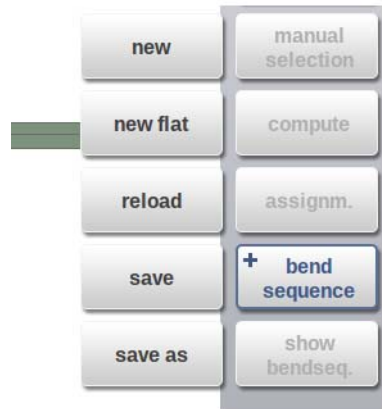 new
manual
selection
new flat
compute
reload
assignm.
save
+ bend
sequence
save as
show
bendseq.